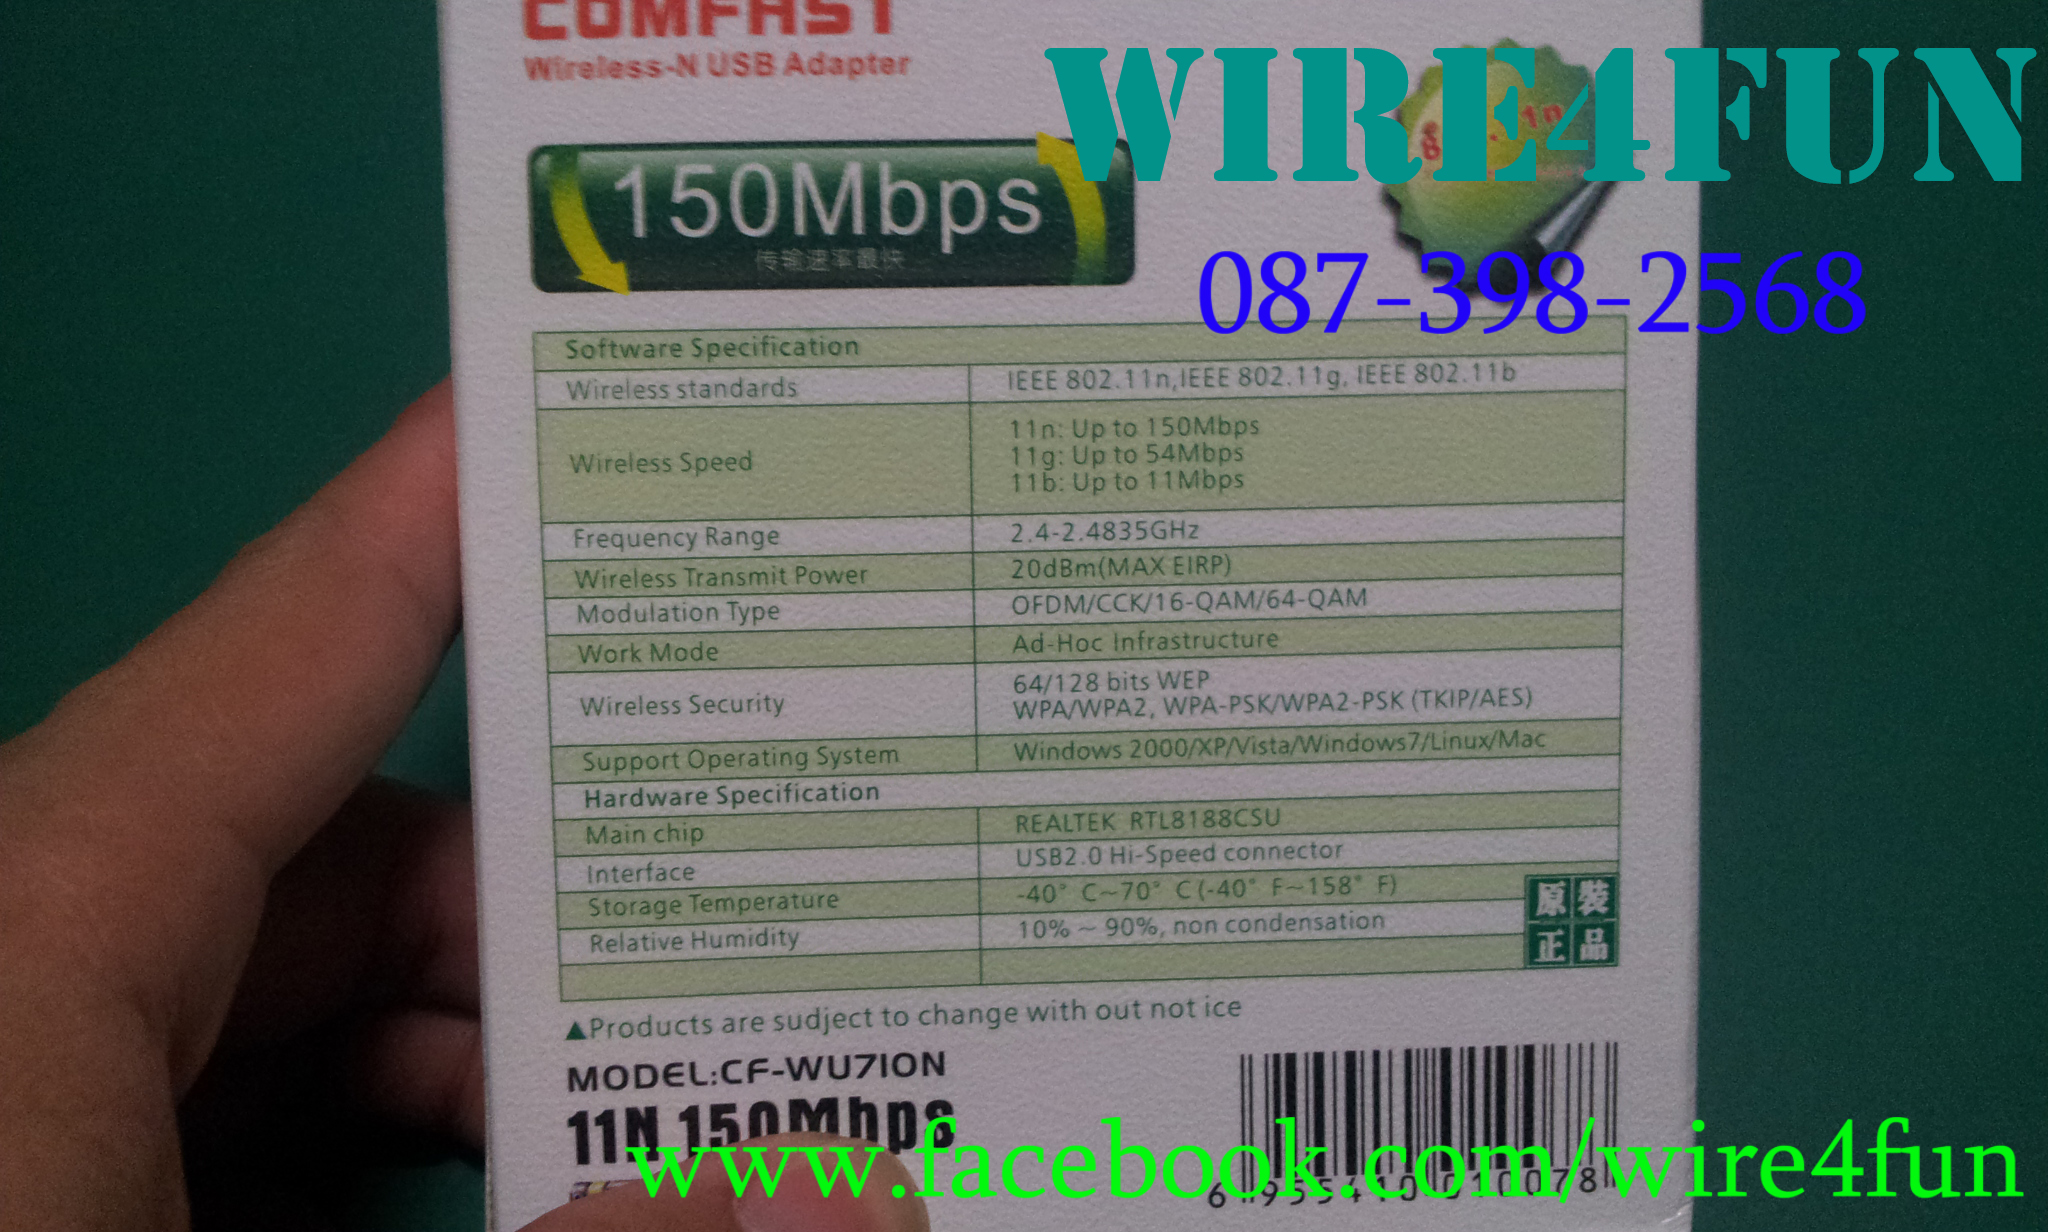 COMFAST
Wireless-N USB Adapter
WIRE4FUN
150Mbps
传输速率最快
087-398-2568
Software Specification
Wireless standards IEEE 802.11n,IEEE 802.11g, IEEE 802.11b
Wireless Speed
11n: Up to 150Mbps
11g: Up to 54Mbps
11b: Up to 11Mbps
Frequency Range 2.4-2.4835GHz
Wireless Transmit Power 20dBm(MAX EIRP)
Modulation Type OFDM/CCK/16-QAM/64-QAM
Work Mode Ad-Hoc Infrastructure
Wireless Security
64/128 bits WEP
WPA/WPA2, WPA-PSK/WPA2-PSK (TKIP/AES)
Support Operating System Windows 2000/XP/Vista/Windows7/Linux/Mac
Hardware Specification
Main chip REALTEK RTL8188CSU
Interface USB2.0 Hi-Speed connector
Storage Temperature -40° C~70° C (-40° F~158° F)
Relative Humidity 10% ~ 90%, non condensation
原裝
正品
▲Products are sudject to change with out not ice
MODEL:CF-WU710N
11N 150Mbps
www.facebook.com/wire4fun
6 955410 010078